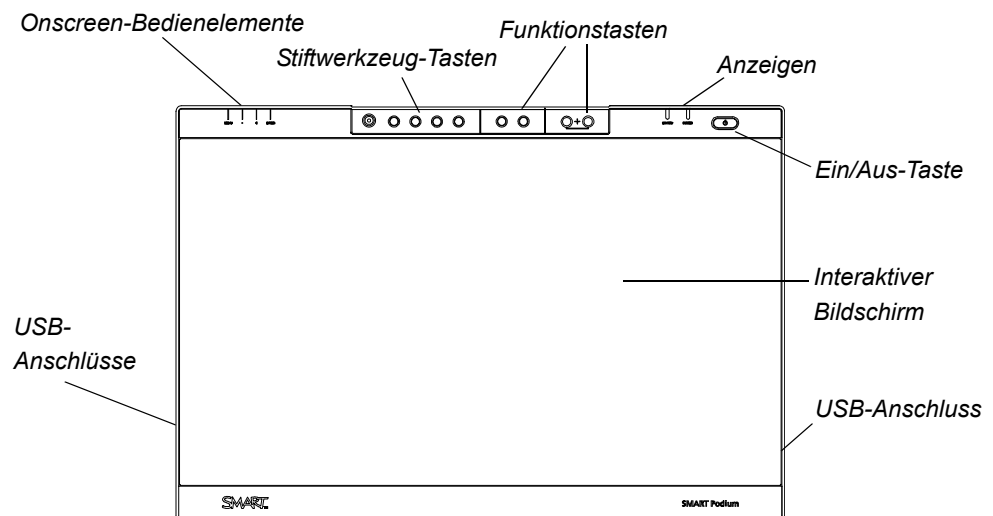 Onscreen-Bedienelemente
Funktionstasten
Stiftwerkzeug-Tasten
Anzeigen
Ein/Aus-Taste
Interaktiver
Bildschirm
USB-
Anschlüsse
USB-Anschluss
SMART
SMART Podium